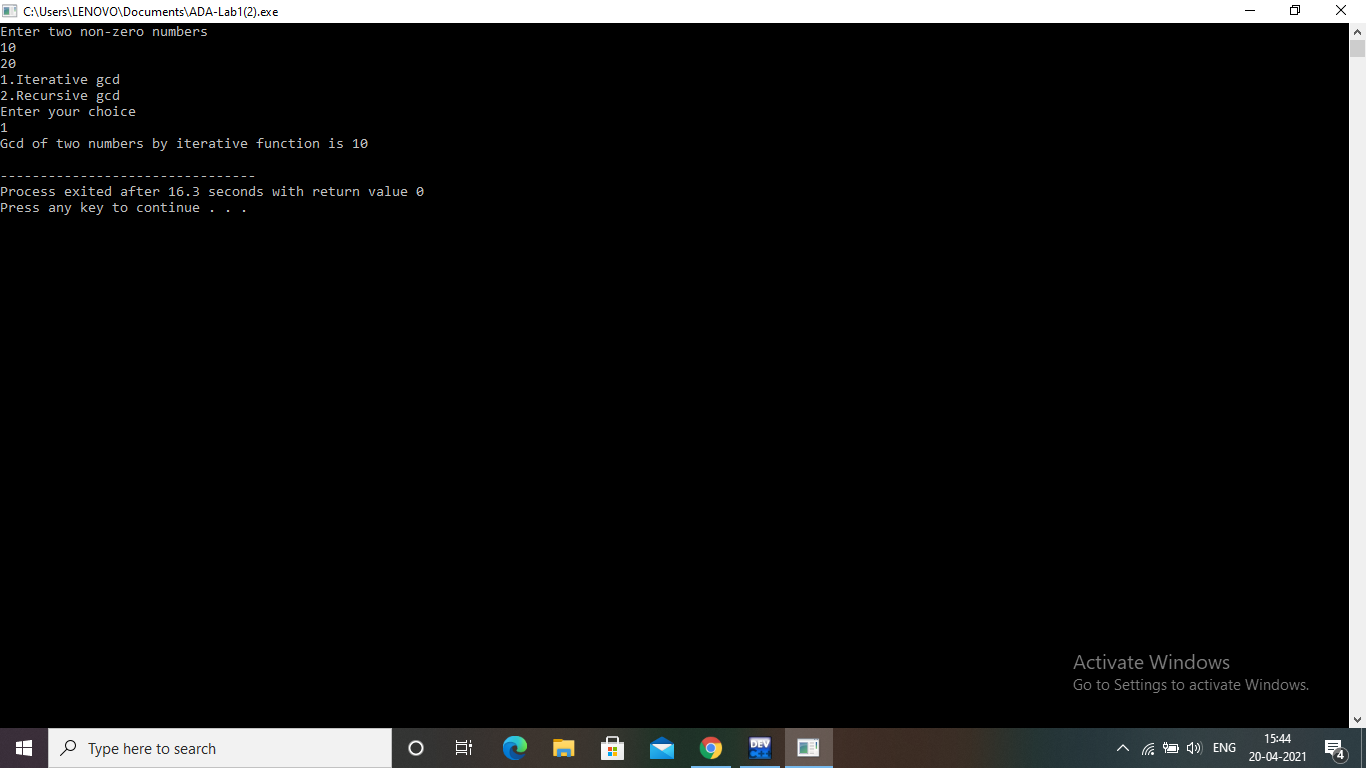 C:\Users\LENOVO\Documents\ADA-Lab1(2).exe
Enter two non-zero numbers
10
20
1.Iterative gcd
2.Recursive gcd
Enter your choice
1
Gcd of two numbers by iterative function is 10
--------------------------------
Process exited after 16.3 seconds with return value 0
Press any key to continue . . .
Activate Windows
Go to Settings to activate Windows.
Type here to search
DEV
ENG
15:44
20-04-2021
4